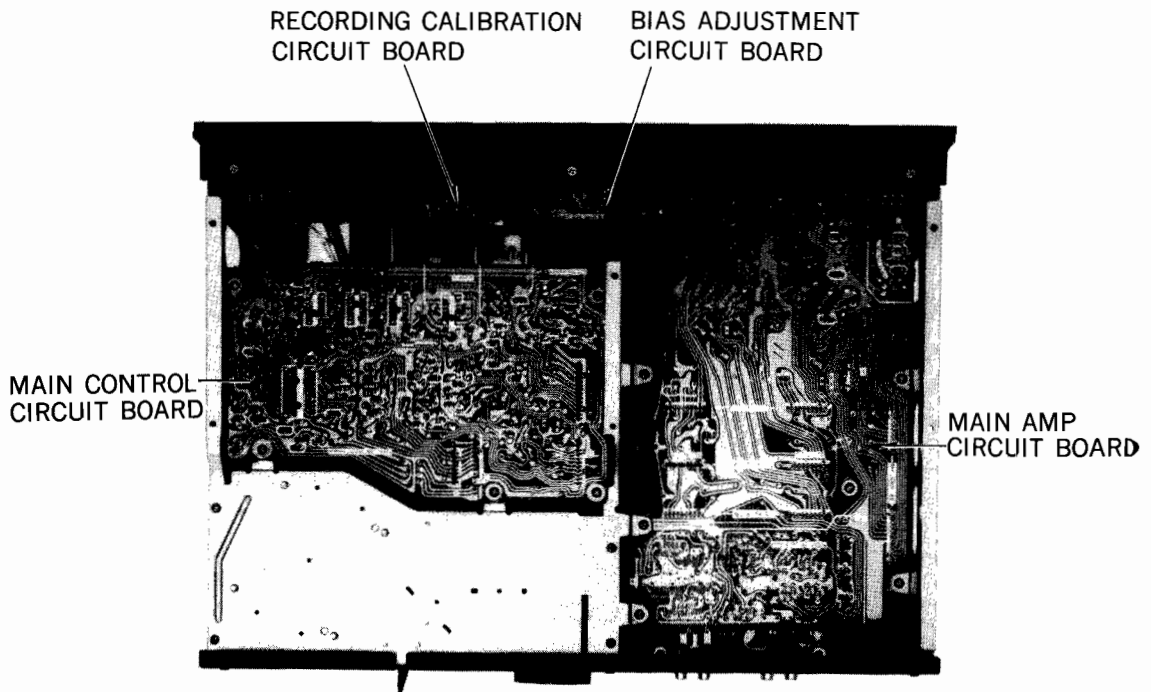 RECORDING CALIBRATION
CIRCUIT BOARD
BIAS ADJUSTMENT
CIRCUIT BOARD
MAIN CONTROL
CIRCUIT BOARD
MAIN AMP
CIRCUIT BOARD